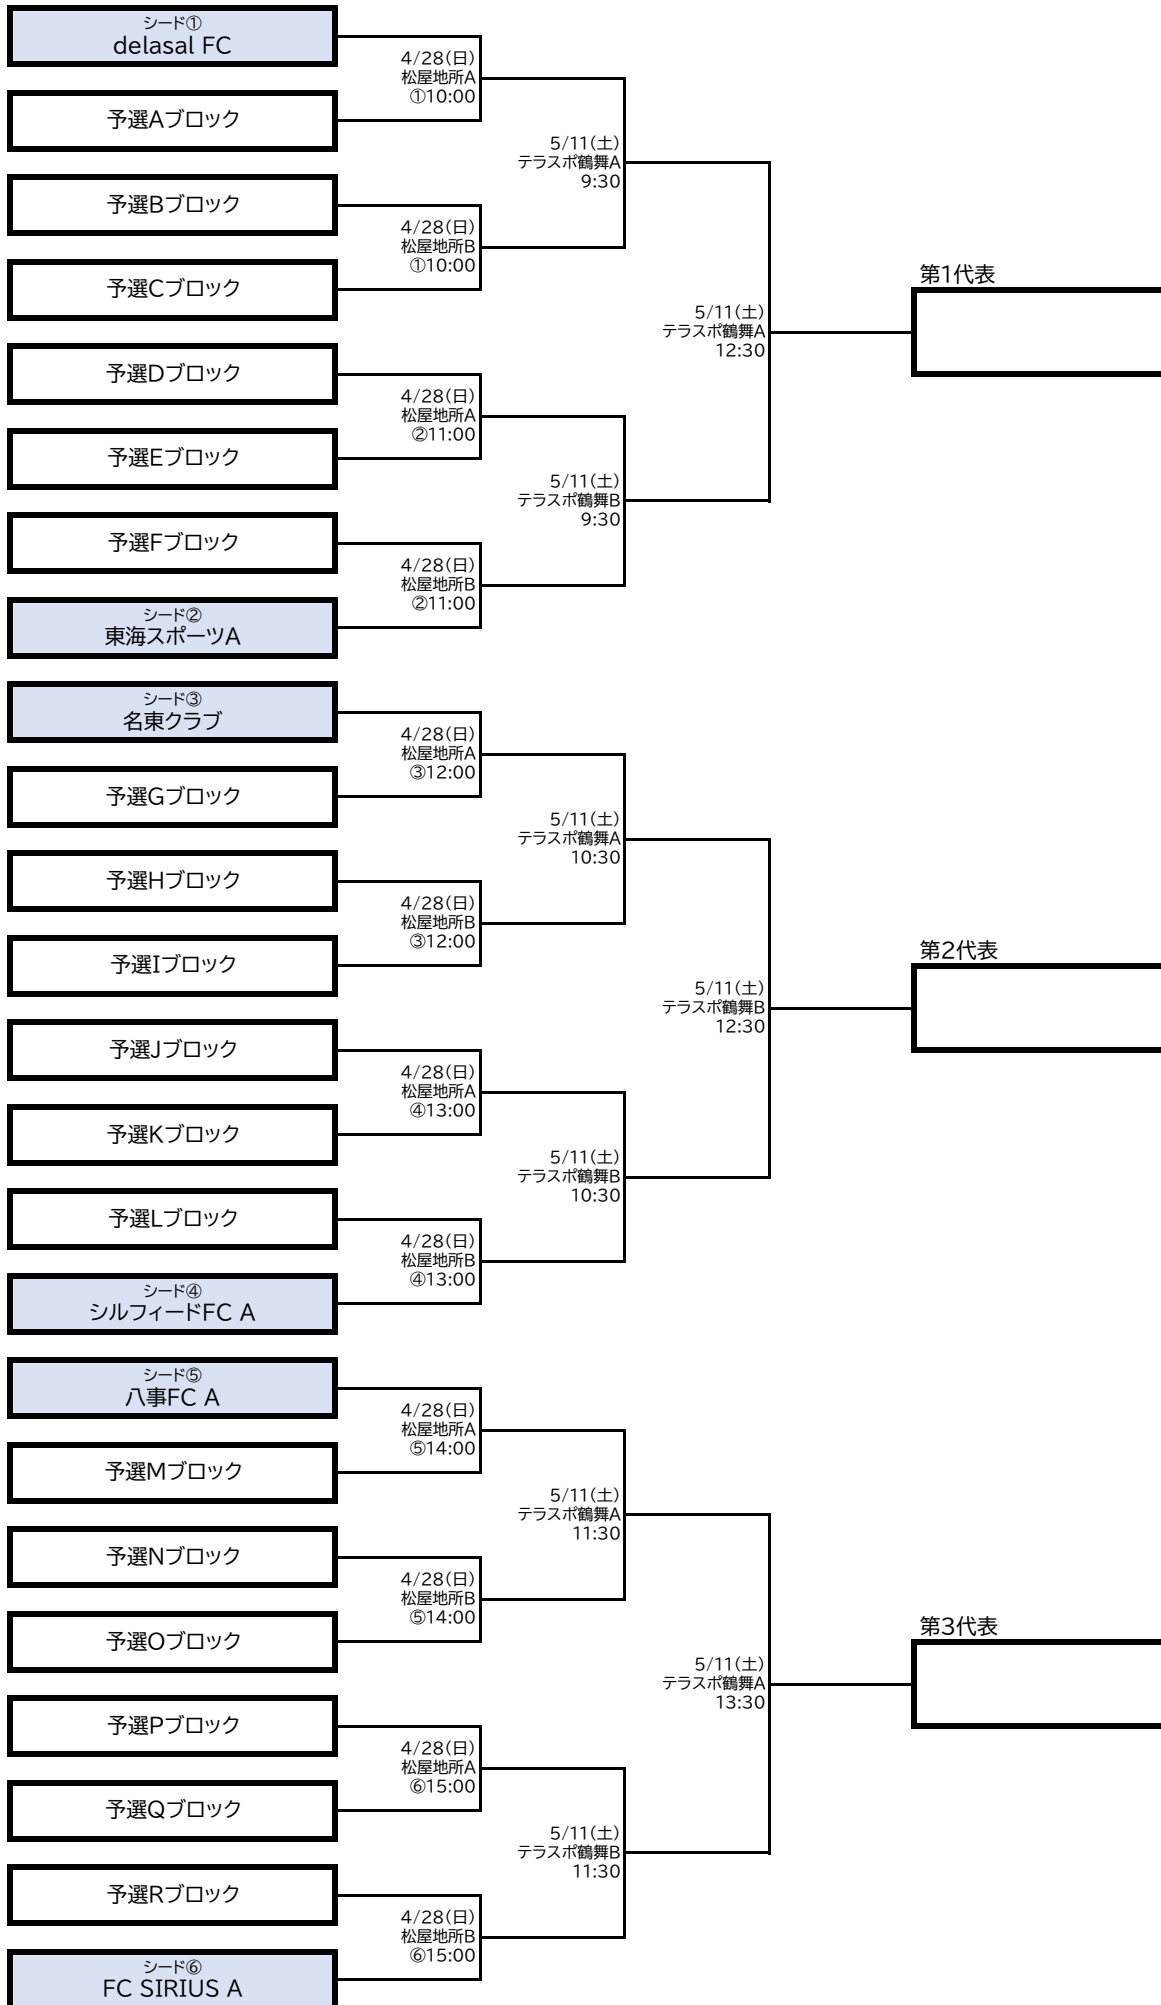 シード①
delasal FC
4/28(日)
松屋地所A
①10:00
予選Aブロック
5/11(土)
テラスポ鶴舞A
9:30
予選Bブロック
4/28(日)
松屋地所B
①10:00
予選Cブロック
第1代表
5/11(土)
テラスポ鶴舞A
12:30
予選Dブロック
4/28(日)
松屋地所A
②11:00
予選Eブロック
5/11(土)
テラスポ鶴舞B
9:30
予選Fブロック
4/28(日)
松屋地所B
②11:00
シード②
東海スポーツA
シード③
名東クラブ
4/28(日)
松屋地所A
③12:00
予選Gブロック
5/11(土)
テラスポ鶴舞A
10:30
予選Hブロック
4/28(日)
松屋地所B
③12:00
予選Iブロック
第2代表
5/11(土)
テラスポ鶴舞B
12:30
予選Jブロック
4/28(日)
松屋地所A
④13:00
予選Kブロック
5/11(土)
テラスポ鶴舞B
10:30
予選Lブロック
4/28(日)
松屋地所B
④13:00
シード④
シルフィードFC A
シード⑤
八事FC A
4/28(日)
松屋地所A
⑤14:00
予選Mブロック
5/11(土)
テラスポ鶴舞A
11:30
予選Nブロック
4/28(日)
松屋地所B
⑤14:00
予選Oブロック
第3代表
5/11(土)
テラスポ鶴舞A
13:30
予選Pブロック
4/28(日)
松屋地所A
⑥15:00
予選Qブロック
5/11(土)
テラスポ鶴舞B
11:30
予選Rブロック
4/28(日)
松屋地所B
⑥15:00
シード⑥
FC SIRIUS A